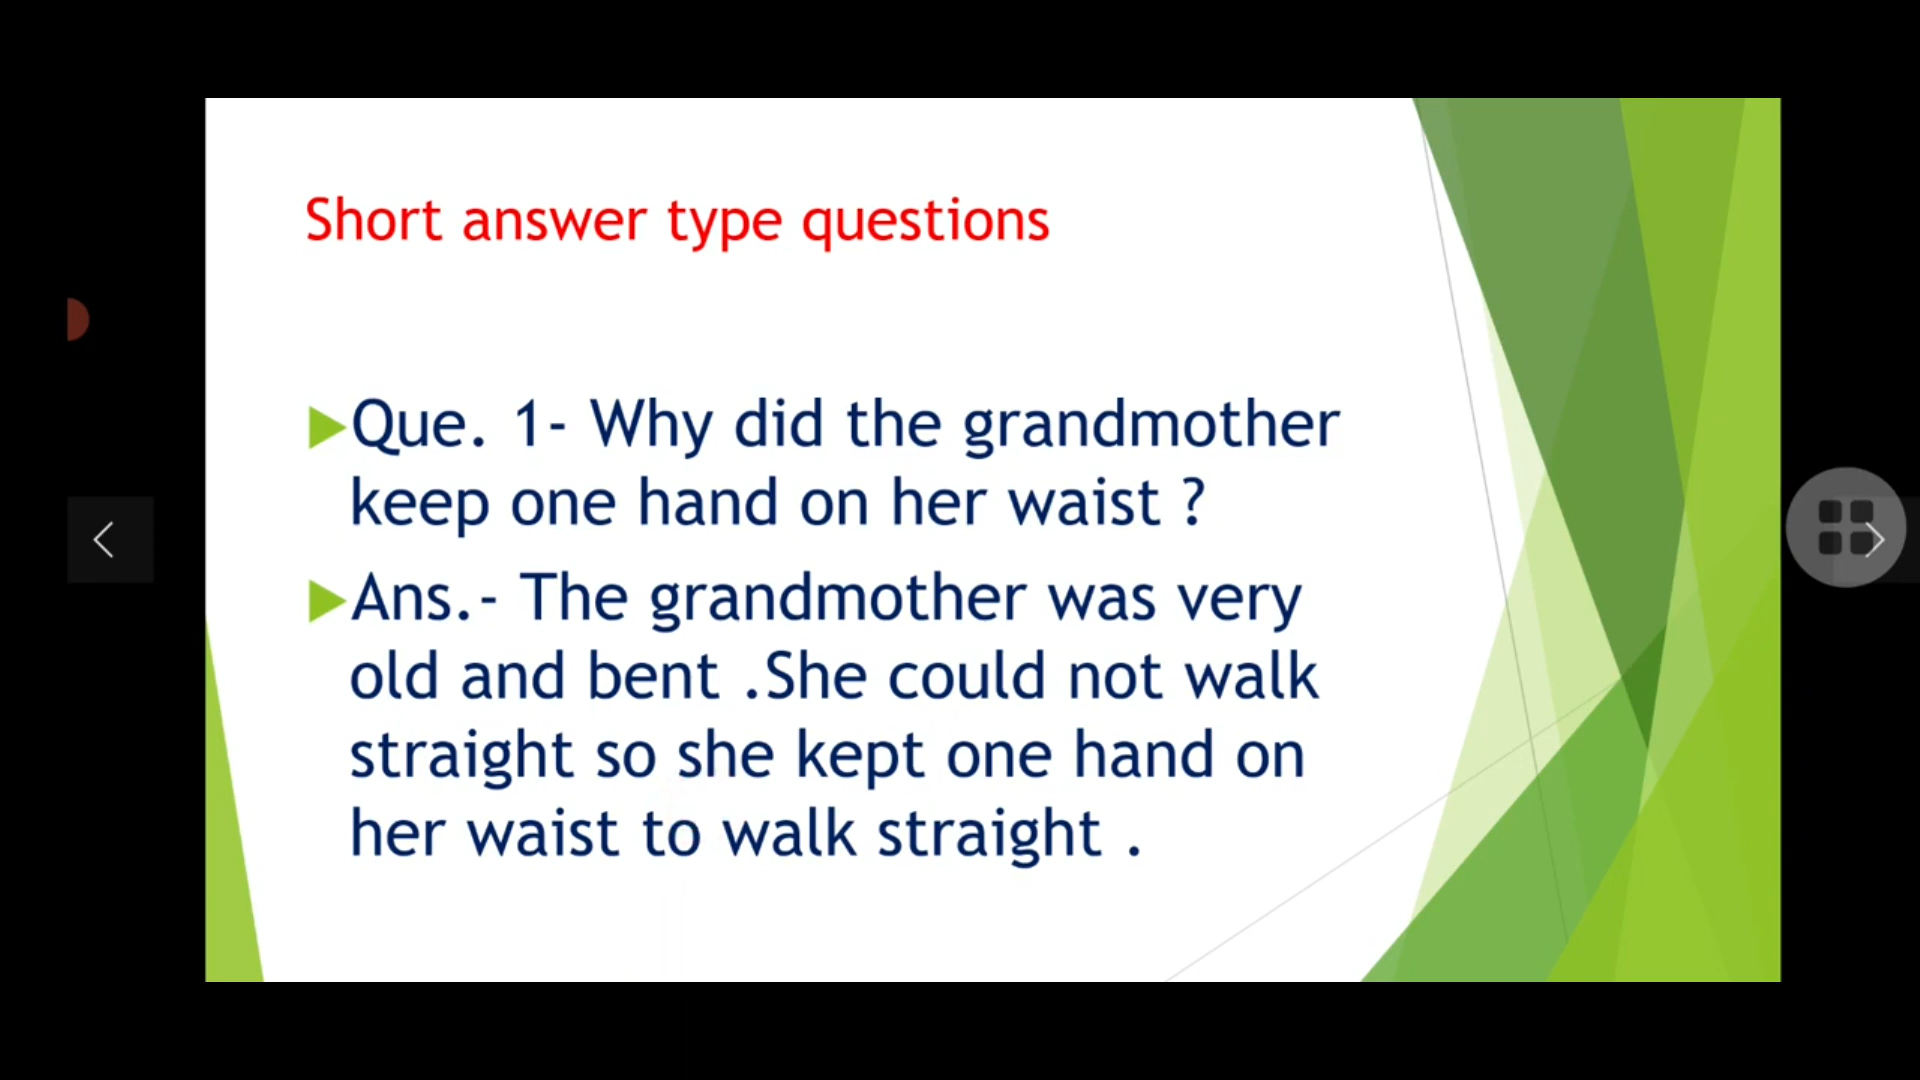 Short answer type questions
Que. 1- Why did the grandmother
keep one hand on her waist ?
Ans.- The grandmother was very
old and bent .She could not walk
straight so she kept one hand on
her waist to walk straight .